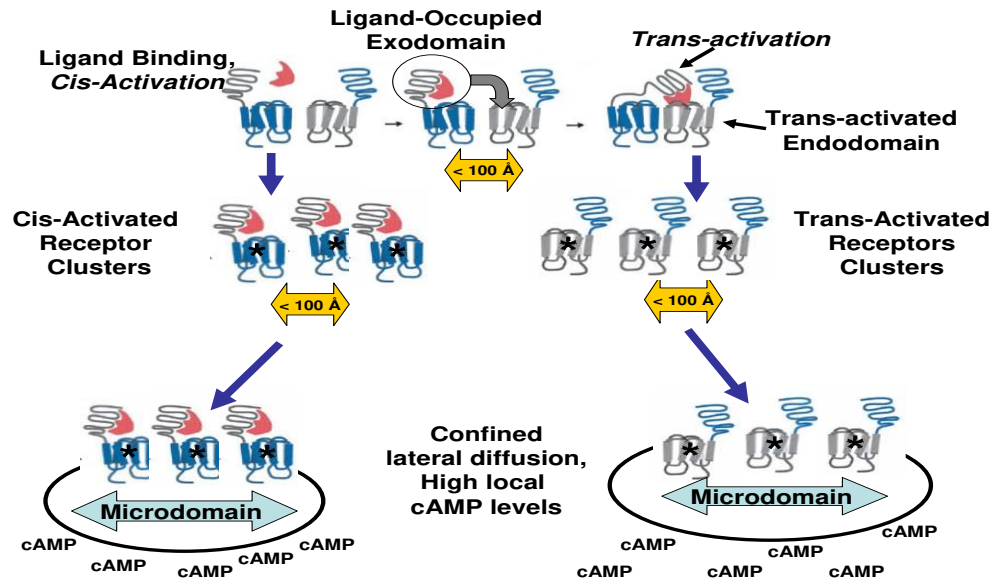 Ligand Binding,
Cis-Activation
Ligand-Occupied
Exodomain
Trans-activation
Trans-activated
Endodomain
< 100 Å
Cis-Activated
Receptor
Clusters
* * *
< 100 Å
* * *
< 100 Å
Trans-Activated
Receptors
Clusters
* * *
Microdomain
cAMP cAMP cAMP cAMP cAMP
Confined
lateral diffusion,
High local
cAMP levels
* * *
Microdomain
cAMP cAMP cAMP
cAMP cAMP cAMP